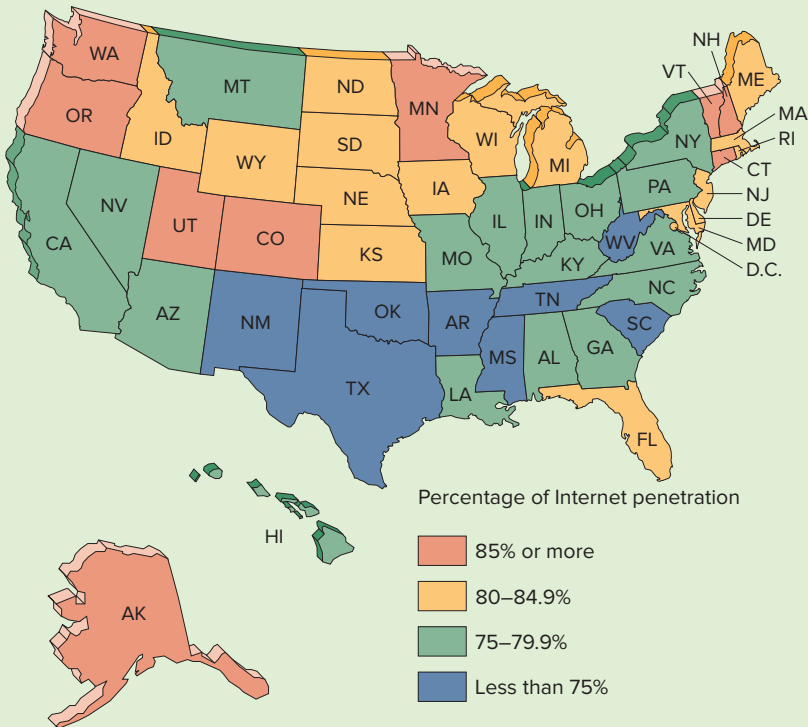 WA
OR
ID
MT
ND
SD
WY
NE
KS
MN
IA
WI
MI
NH
VT
ME
MA
RI
CT
NJ
DE
MD
D.C.
NY
PA
OH
IN
IL
MO
KY
WV
VA
NC
TN
SC
GA
AL
MS
AR
LA
FL
CA
NV
UT
CO
AZ
NM
OK
TX
HI
AK
Percentage of Internet penetration
85% or more
80–84.9%
75–79.9%
Less than 75%